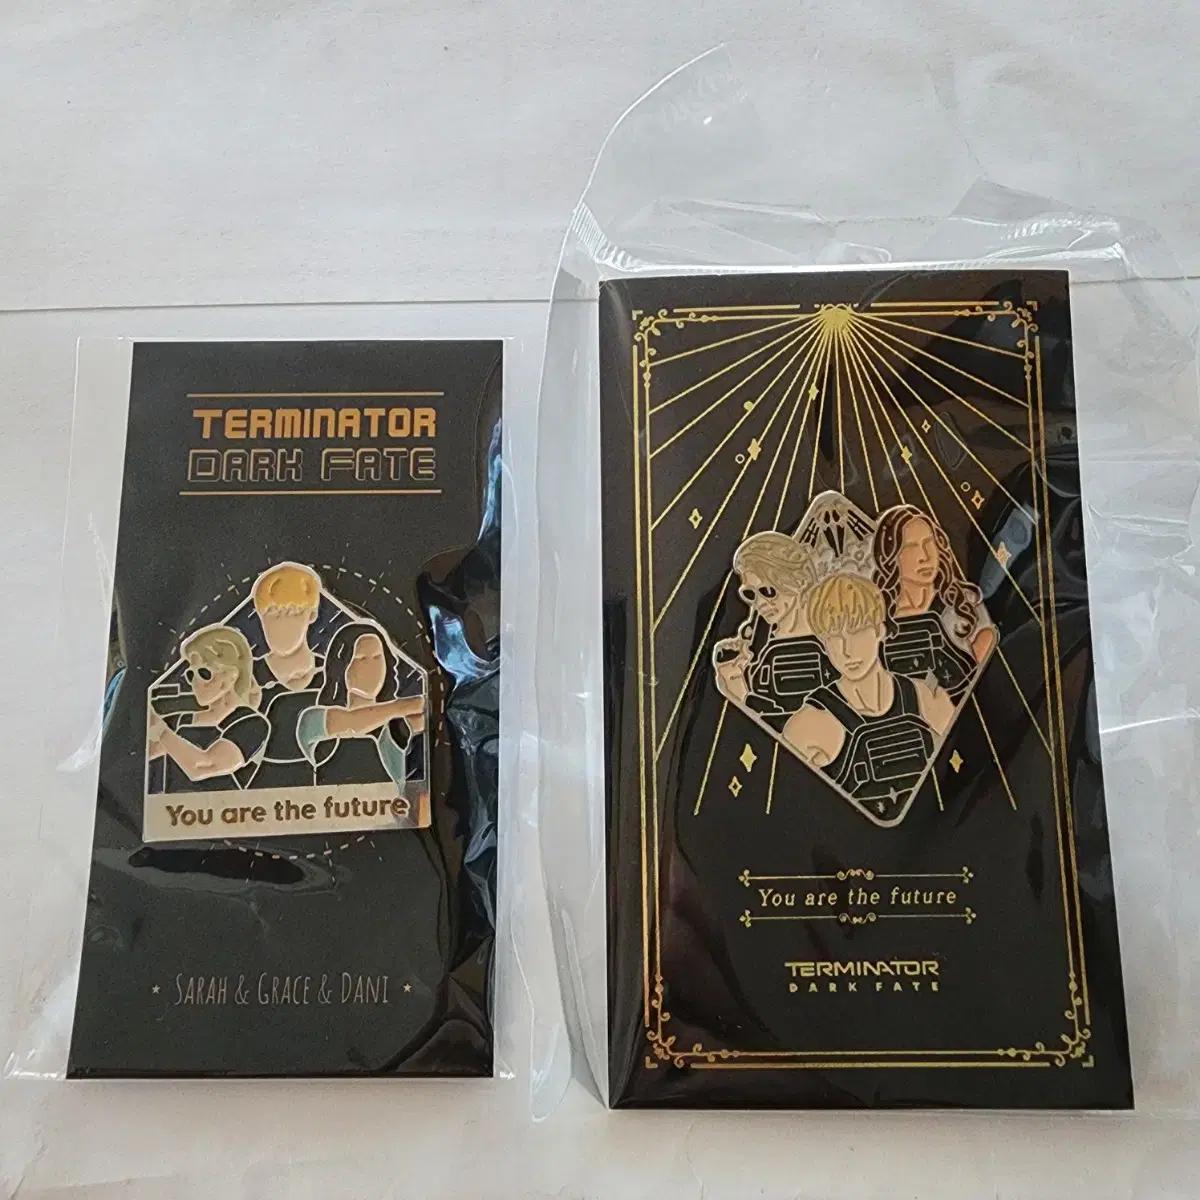 TERMINATOR
DARK FATE
You are the future
SARAH & GRACE & DANI
You are the future
TERMINATOR
DARK FATE